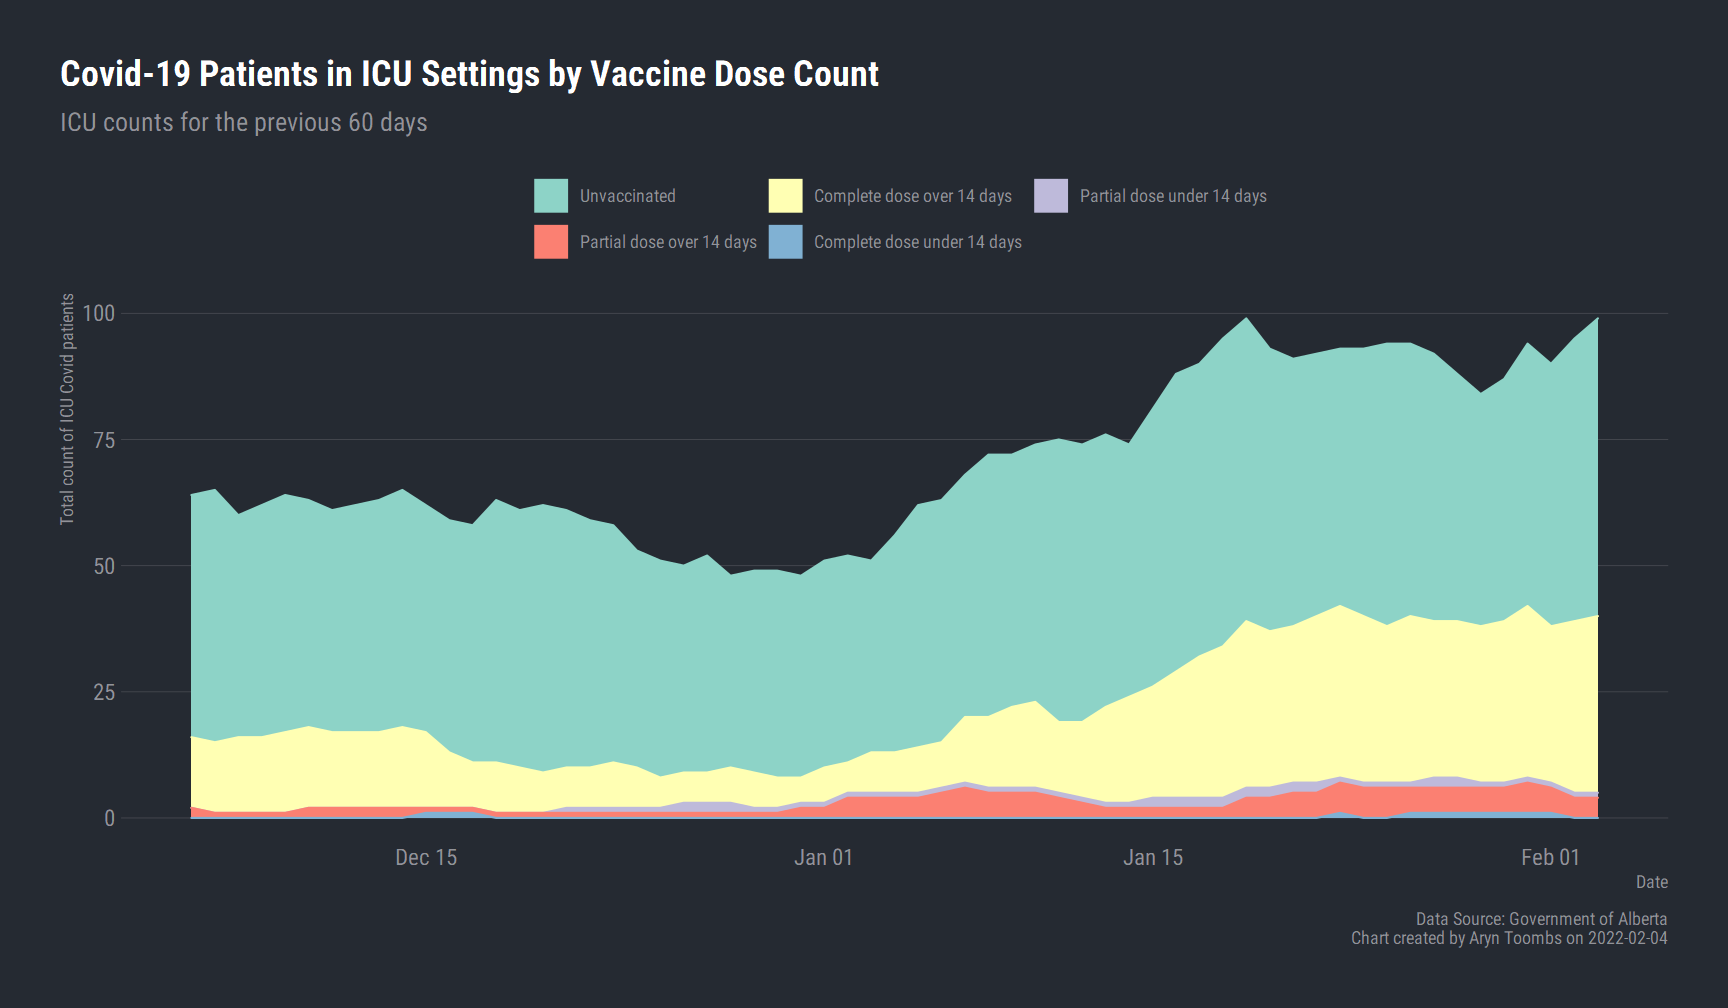 Covid-19 Patients in ICU Settings by Vaccine Dose Count
ICU counts for the previous 60 days
Unvaccinated
Complete dose over 14 days
Partial dose under 14 days
Partial dose over 14 days
Complete dose under 14 days
Total count of ICU Covid patients
100
75
50
25
0
Dec 15
Jan 01
Jan 15
Feb 01
Date
Data Source: Government of Alberta
Chart created by Aryn Toombs on 2022-02-04